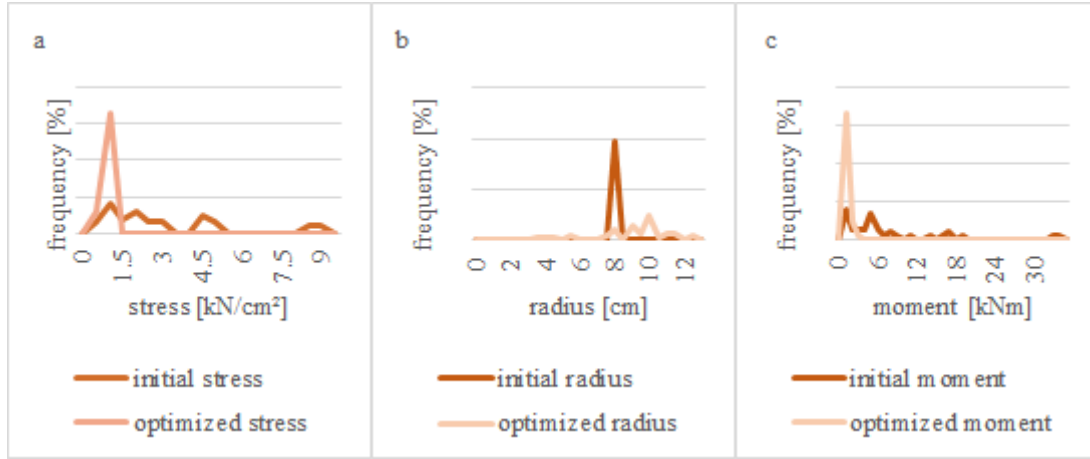 a
frequency [%]
0
1.5
3
4.5
6
7.5
9
stress [kN/cm²]
initial stress
optimized stress
b
frequency [%]
0
2
4
6
8
10
12
radius [cm]
initial radius
optimized radius
c
frequency [%]
0
6
12
18
24
30
moment [kNm]
initial moment
optimized moment